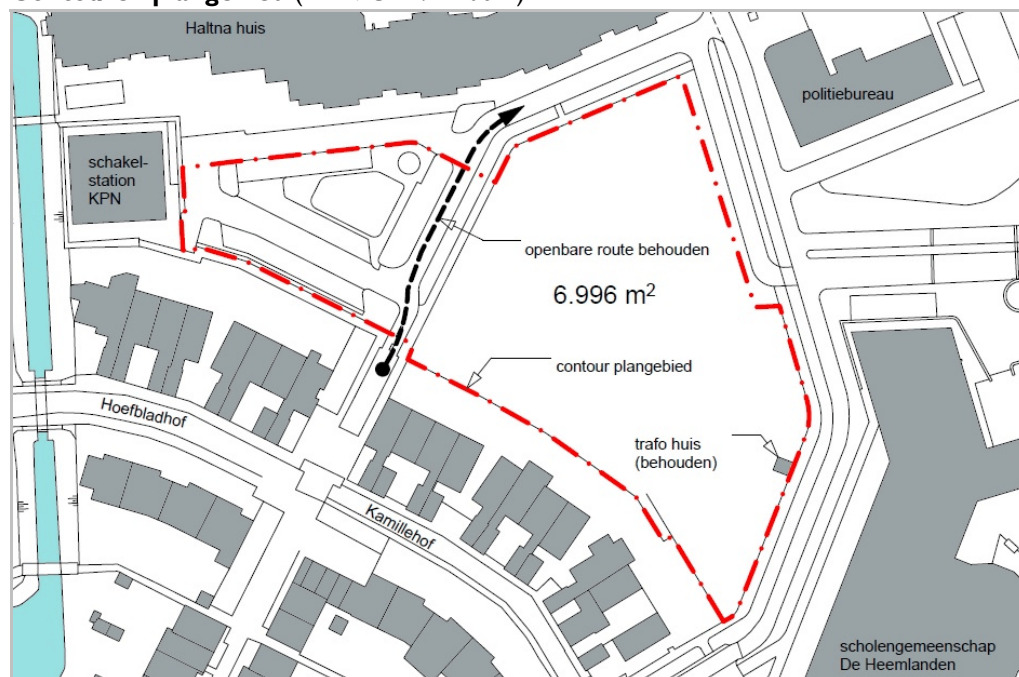 Haltna huis
politiebureau
schakel-
station
KPN
openbare route behouden
6.996 m²
contour plangebied
Hoefbladhof
trafo huis
(behouden)
Kamillehof
scholengemeenschap
De Heemlanden